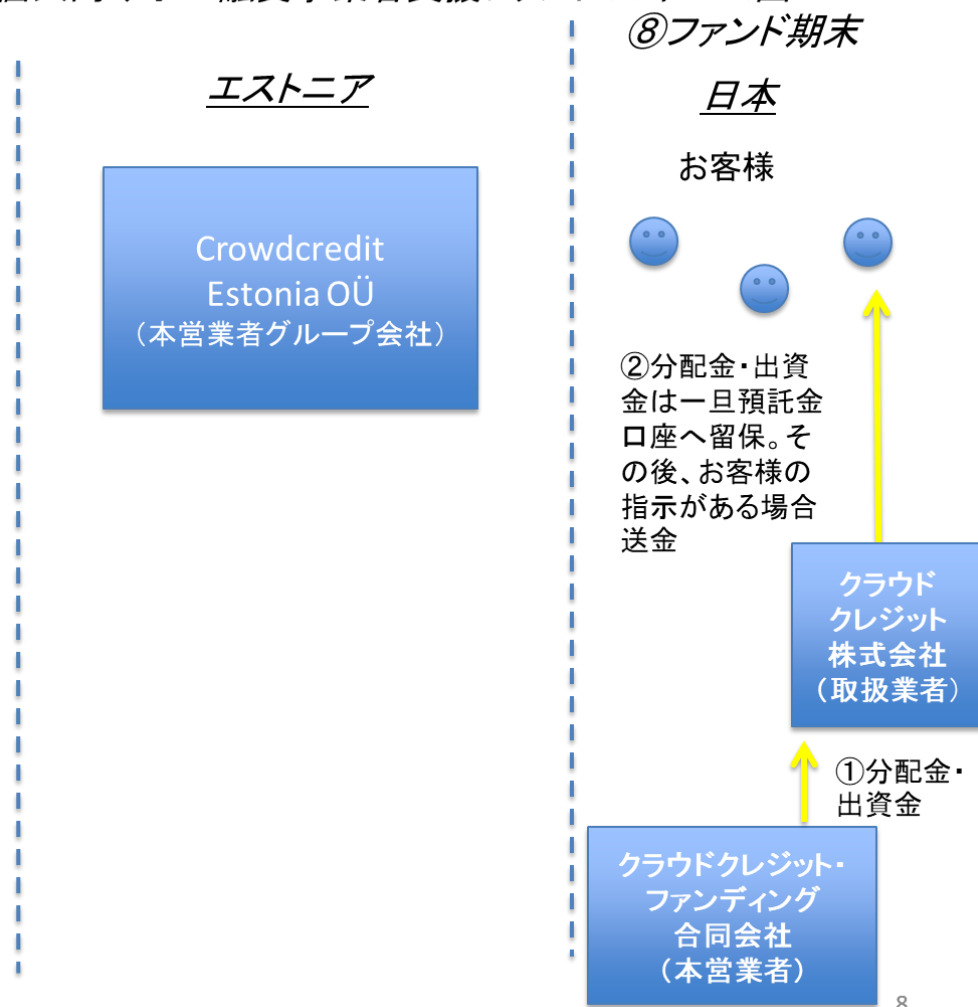 ⑧ファンド期末
エストニア
日本
お客様
Crowdcredit
Estonia OÜ
（本営業者グループ会社）
②分配金・出資
金は一旦預託金
口座へ留保。そ
の後、お客様の
指示がある場合
送金
クラウド
クレジット
株式会社
（取扱業者）
①分配金・
出資金
クラウドクレジット・
ファンディング
合同会社
（本営業者）
8